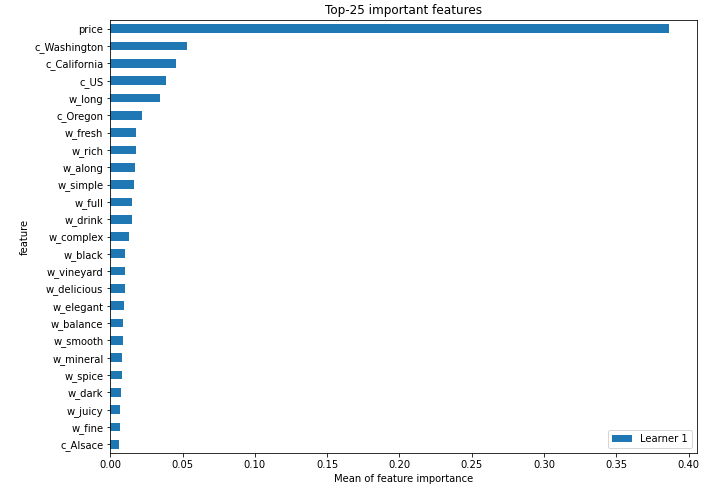 Top-25 important features
price
c_Washington
c_California
c_US
w_long
c_Oregon
w_fresh
w_rich
w_along
w_simple
w_full
w_drink
w_complex
w_black
w_vineyard
w_delicious
w_elegant
w_balance
w_smooth
w_mineral
w_spice
w_dark
w_juicy
w_fine
c_Alsace
feature
Learner 1
0.00 0.05 0.10 0.15 0.20 0.25 0.30 0.35 0.40
Mean of feature importance